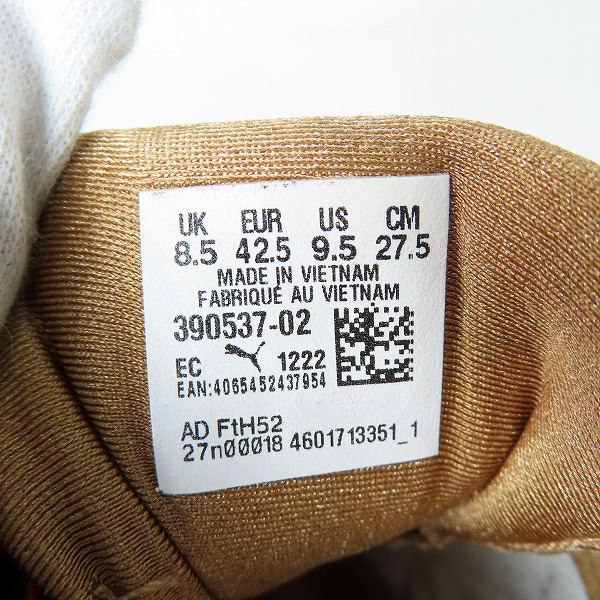 UK EUR US CM
8.5 42.5 9.5 27.5
MADE IN VIETNAM
FABRIQUÉ AU VIETNAM
390537-02
EC 1222
EAN:4065452437954
AD FtH52
27n00018 4601713351_1